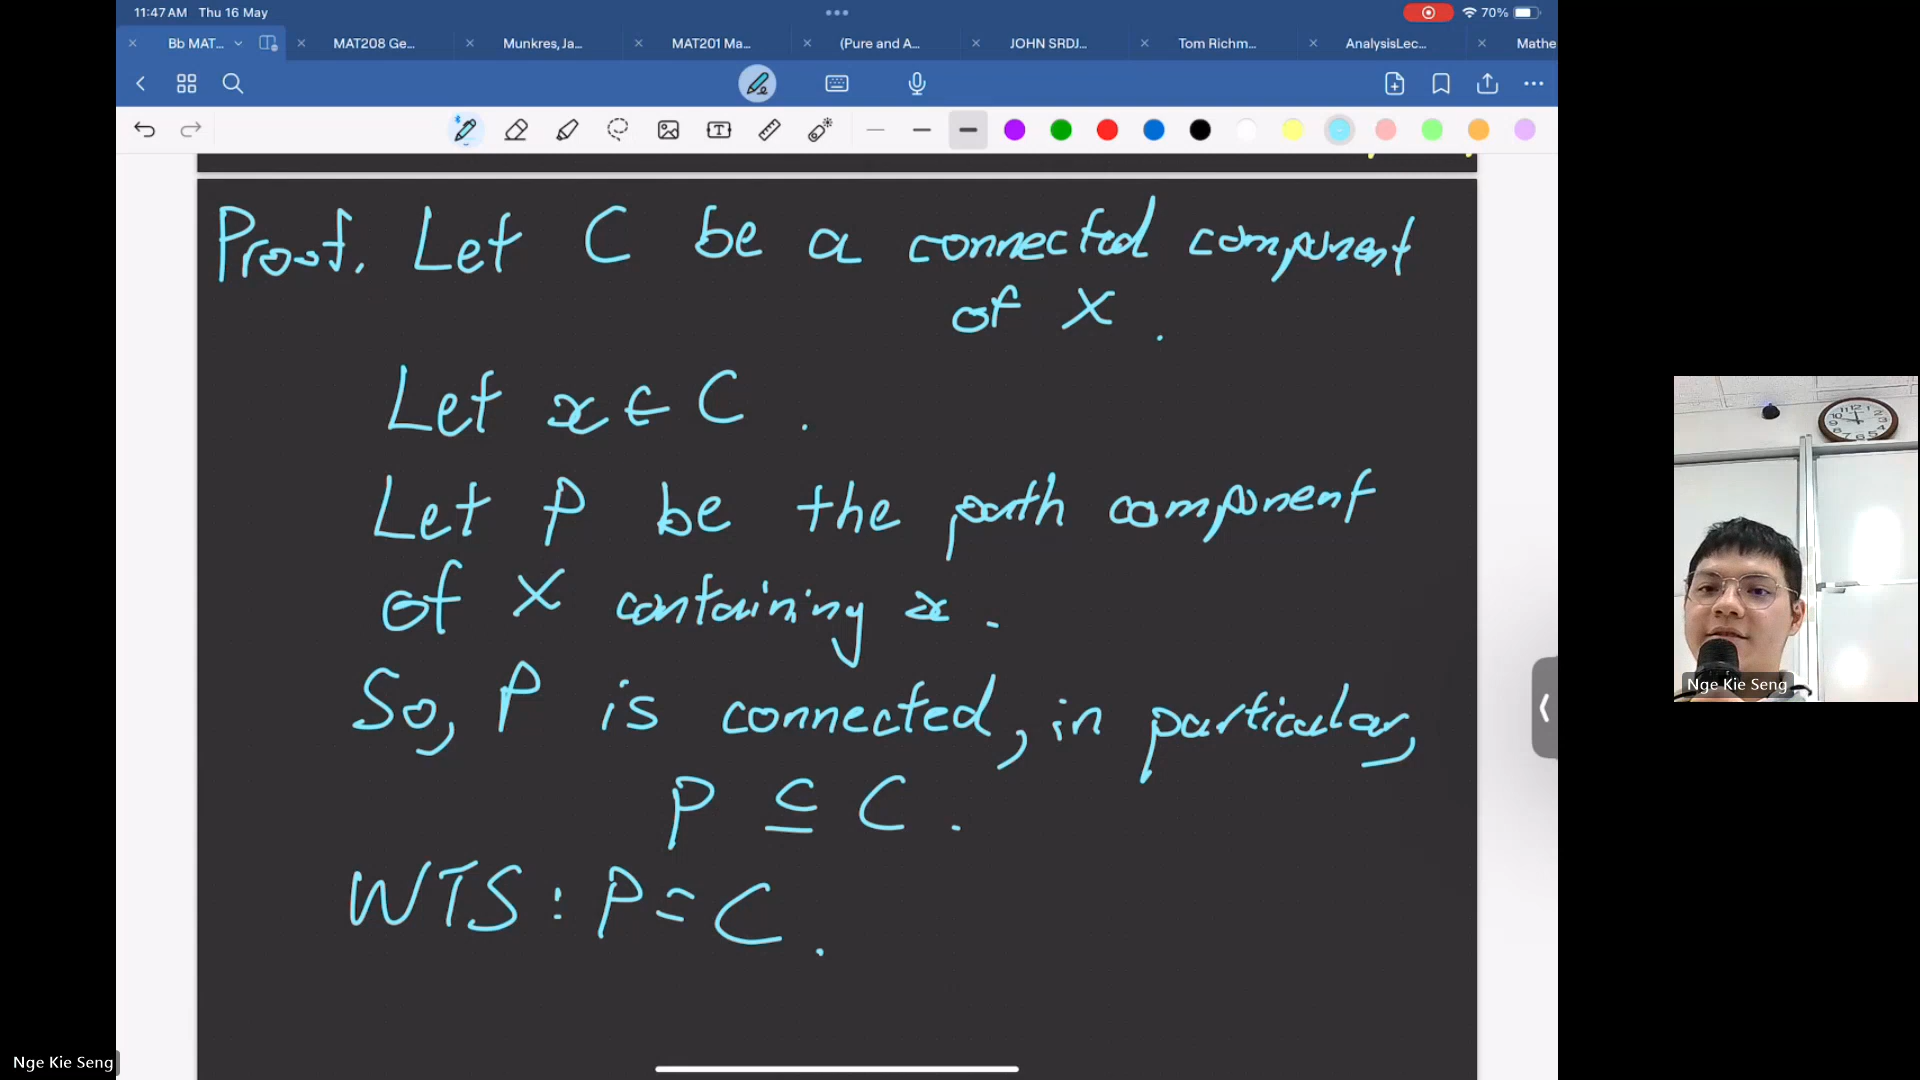 11:47 AM Thu 16 May
70%
Bb MAT...
MAT208 Ge...
Munkres, Ja...
MAT201 Ma...
(Pure and A...
JOHN SRDJ...
Tom Richm...
AnalysisLec...
Mathe
Proof. Let C be a connected component
of X.
Let x ∈ C.
Let P be the path component
of X containing x.
So, P is connected, in particular,
P ⊆ C.
WTS: P = C.
Nge Kie Seng
Nge Kie Seng